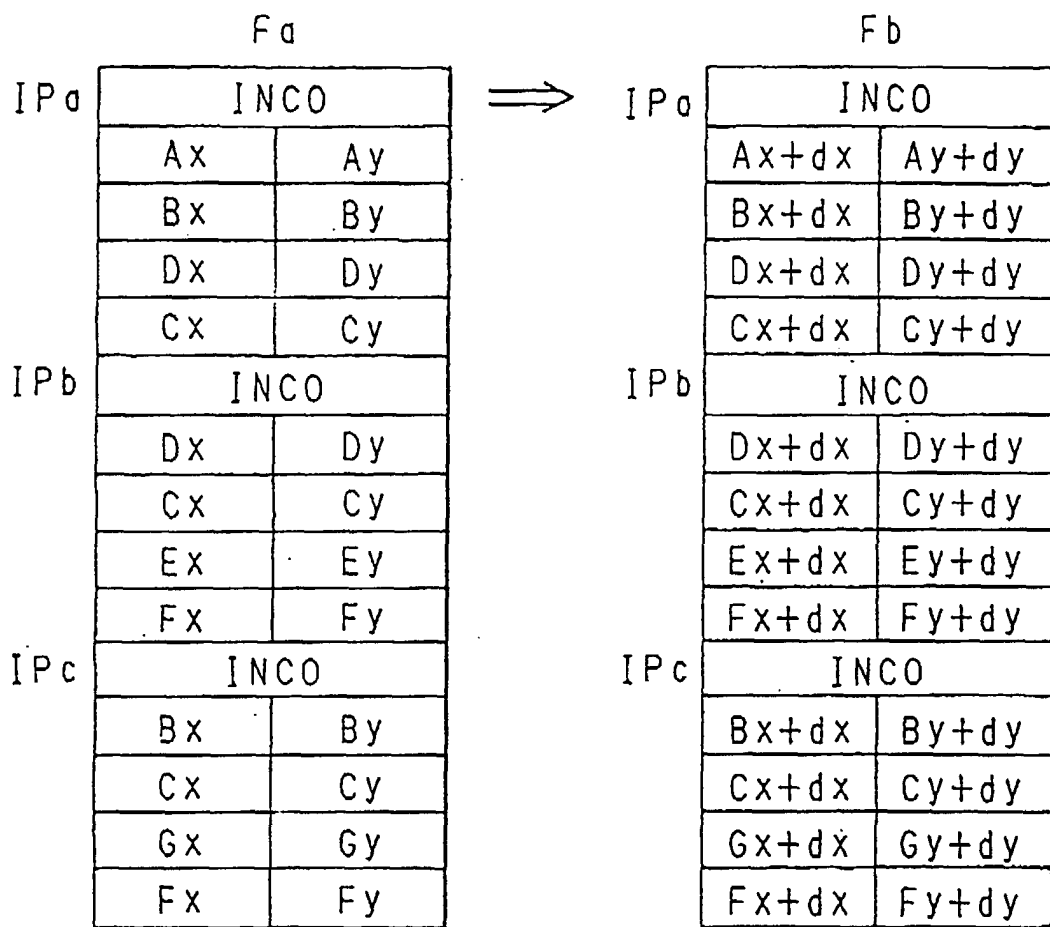 Fa Fb
IPa INCO IPa INCO
Ax Ay Ax+dx Ay+dy
Bx By Bx+dx By+dy
Dx Dy Dx+dx Dy+dy
Cx Cy Cx+dx Cy+dy
IPb INCO IPb INCO
Dx Dy Dx+dx Dy+dy
Cx Cy Cx+dx Cy+dy
Ex Ey Ex+dx Ey+dy
Fx Fy Fx+dx Fy+dy
IPc INCO IPc INCO
Bx By Bx+dx By+dy
Cx Cy Cx+dx Cy+dy
Gx Gy Gx+dx Gy+dy
Fx Fy Fx+dx Fy+dy